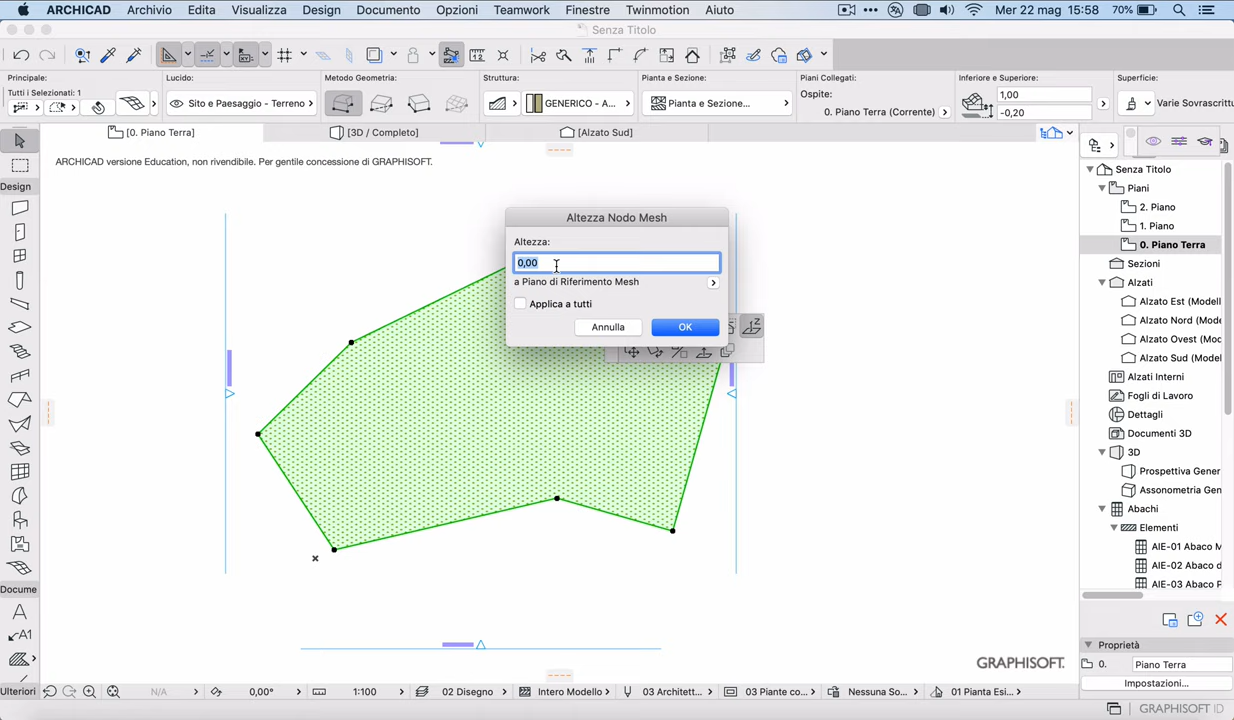 ARCHICAD Archivio Edita Visualizza Design Documento Opzioni Teamwork Finestre Twinmotion Aiuto Mer 22 mag 15:58 70%
Senza Titolo
Principale:
Tutti i Selezionati: 1
Lucido:
Sito e Paesaggio - Terreno
Metodo Geometria:
Struttura:
GENERICO - A...
Pianta e Sezione:
Pianta e Sezione...
Piani Collegati:
Ospite:
0. Piano Terra (Corrente)
Inferiore e Superiore:
1,00
-0,20
Superficie:
Varie Sovrascritt
[0. Piano Terra]
[3D / Completo]
[Alzato Sud]
ARCHICAD versione Education, non rivendibile. Per gentile concessione di GRAPHISOFT.
Design
Docume
A1
Ulteriori
Altezza Nodo Mesh
Altezza:
0,00
a Piano di Riferimento Mesh
Applica a tutti
Annulla
OK
Senza Titolo
Piani
2. Piano
1. Piano
0. Piano Terra
Sezioni
Alzati
Alzato Est (Modell
Alzato Nord (Mode
Alzato Ovest (Mod
Alzato Sud (Model
Alzati Interni
Fogli di Lavoro
Dettagli
Documenti 3D
3D
Prospettiva Gener
Assonometria Gen
Abachi
Elementi
AIE-01 Abaco M
AIE-02 Abaco d
AIE-03 Abaco P
Proprietà
0.
Piano Terra
Impostazioni...
GRAPHISOFT.
N/A
0,00°
1:100
02 Disegno
Intero Modello
03 Architett...
03 Piante co...
Nessuna So...
01 Pianta Esi...
GRAPHISOFT ID